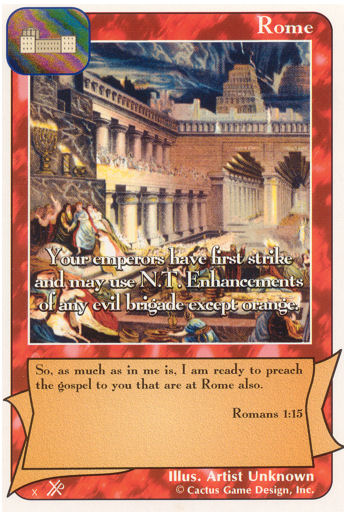 Rome
Your emperors have first strike
and may use N.T. Enhancements
of any evil brigade except orange.
So, as much as in me is, I am ready to preach
the gospel to you that are at Rome also.
Romans 1:15
Illus. Artist Unknown
X
© Cactus Game Design, Inc.